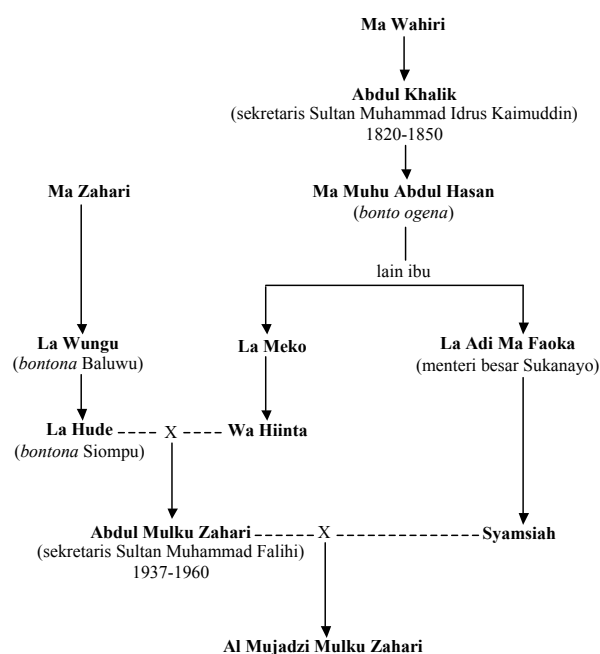 Ma Wahiri
Abdul Khalik
(sekretaris Sultan Muhammad Idrus Kaimuddin)
1820-1850
Ma Zahari
Ma Muhu Abdul Hasan
(bonto ogena)
lain ibu
La Wungu
(bontona Baluwu)
La Meko
La Adi Ma Faoka
(menteri besar Sukanayo)
La Hude X Wa Hiinta
(bontona Siompu)
Abdul Mulku Zahari X Syamsiah
(sekretaris Sultan Muhammad Falihi)
1937-1960
Al Mujadzi Mulku Zahari